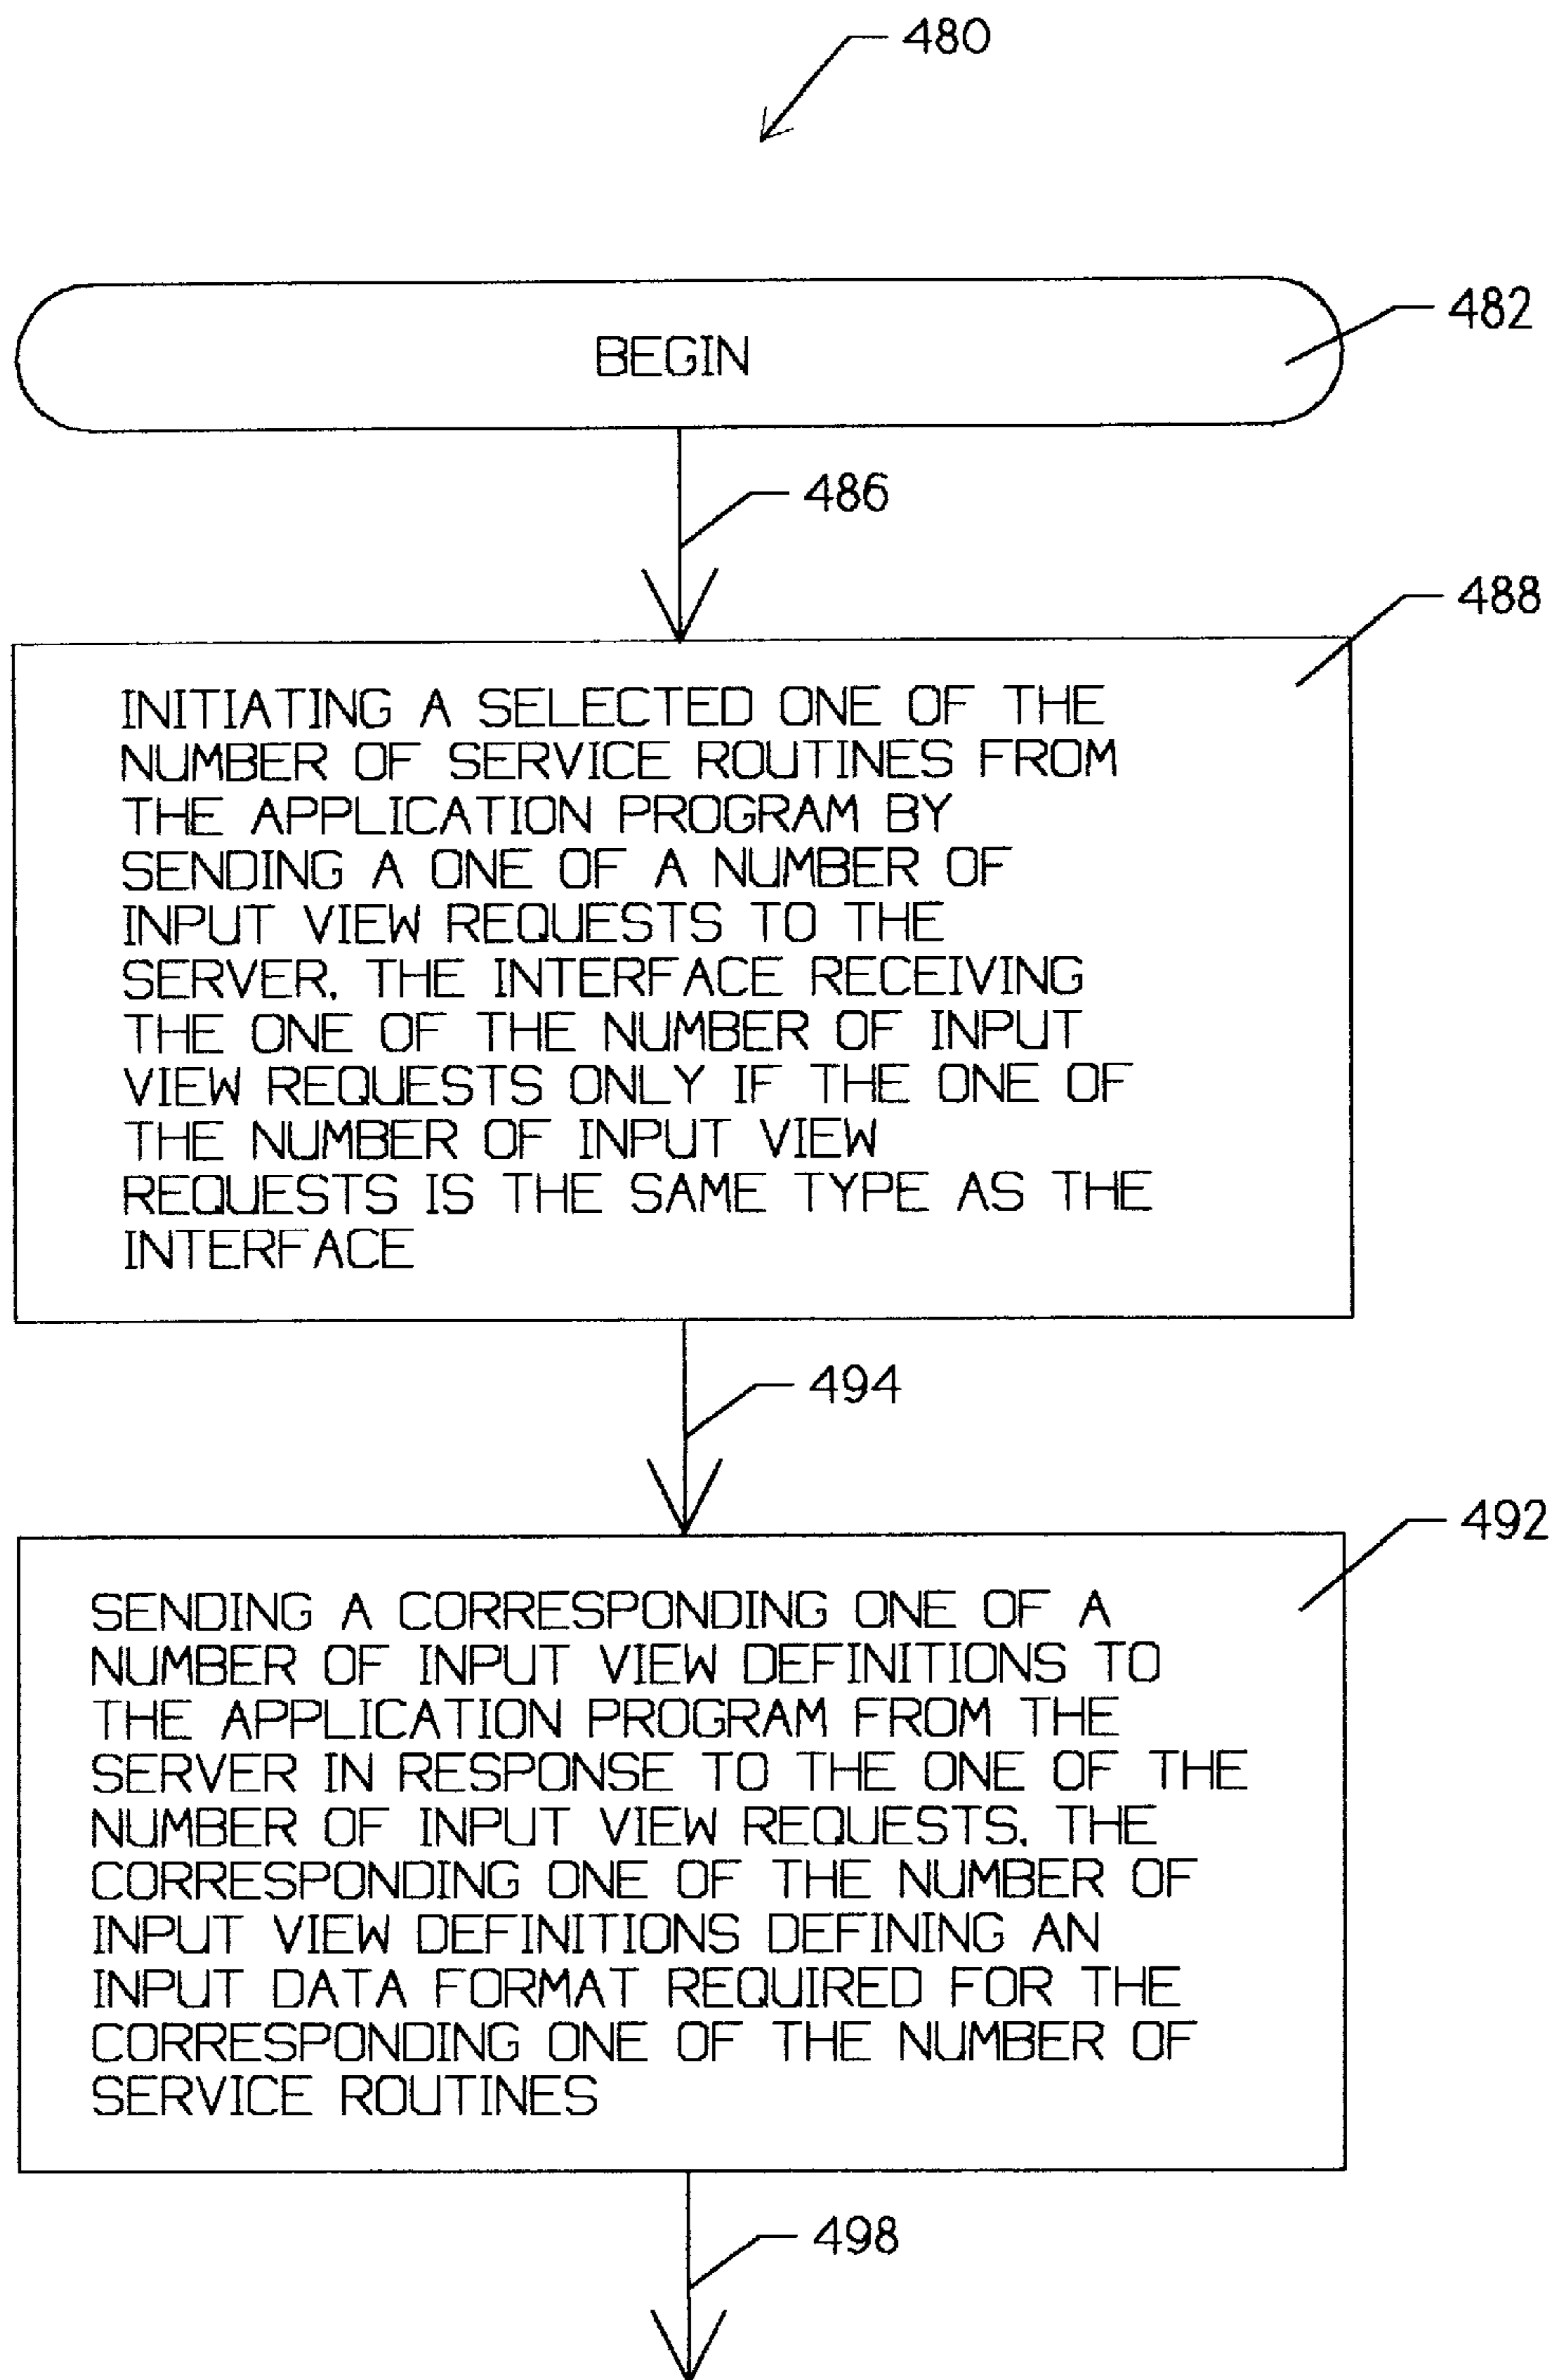 480
BEGIN
482
486
488
INITIATING A SELECTED ONE OF THE
NUMBER OF SERVICE ROUTINES FROM
THE APPLICATION PROGRAM BY
SENDING A ONE OF A NUMBER OF
INPUT VIEW REQUESTS TO THE
SERVER, THE INTERFACE RECEIVING
THE ONE OF THE NUMBER OF INPUT
VIEW REQUESTS ONLY IF THE ONE OF
THE NUMBER OF INPUT VIEW
REQUESTS IS THE SAME TYPE AS THE
INTERFACE
494
492
SENDING A CORRESPONDING ONE OF A
NUMBER OF INPUT VIEW DEFINITIONS TO
THE APPLICATION PROGRAM FROM THE
SERVER IN RESPONSE TO THE ONE OF THE
NUMBER OF INPUT VIEW REQUESTS, THE
CORRESPONDING ONE OF THE NUMBER OF
INPUT VIEW DEFINITIONS DEFINING AN
INPUT DATA FORMAT REQUIRED FOR THE
CORRESPONDING ONE OF THE NUMBER OF
SERVICE ROUTINES
498